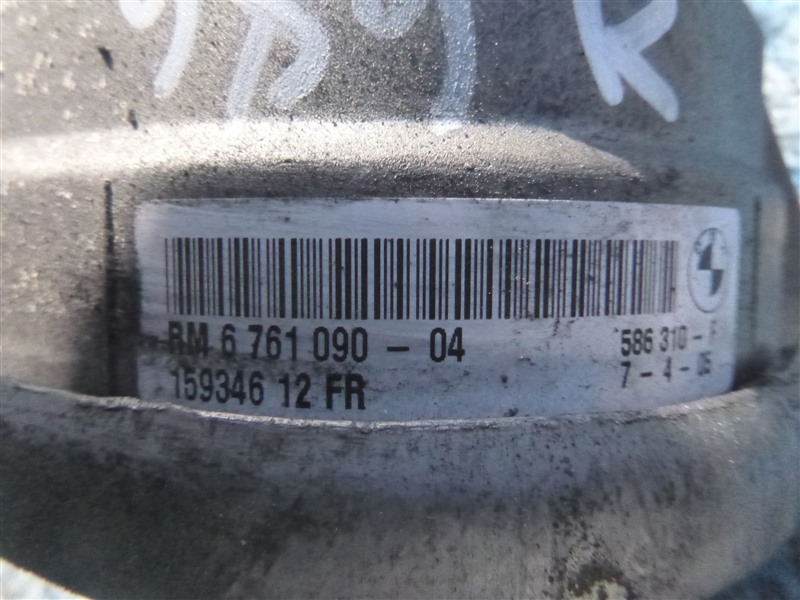 RM 6 761 090 - 04
586 310 - F
159346 12 FR
7 - 4 - 05